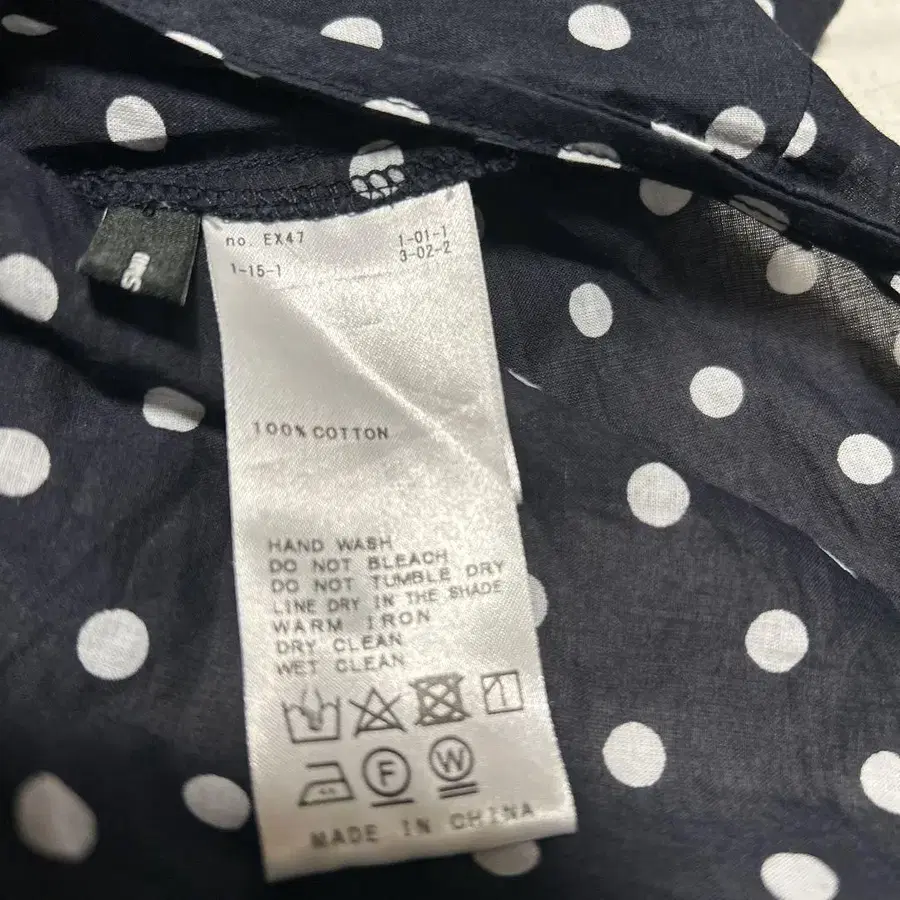 no. EX47
1-01-1
3-02-2
1-15-1
100% COTTON
HAND WASH
DO NOT BLEACH
DO NOT TUMBLE DRY
LINE DRY IN THE SHADE
WARM IRON
DRY CLEAN
WET CLEAN
F
W
MADE IN CHINA